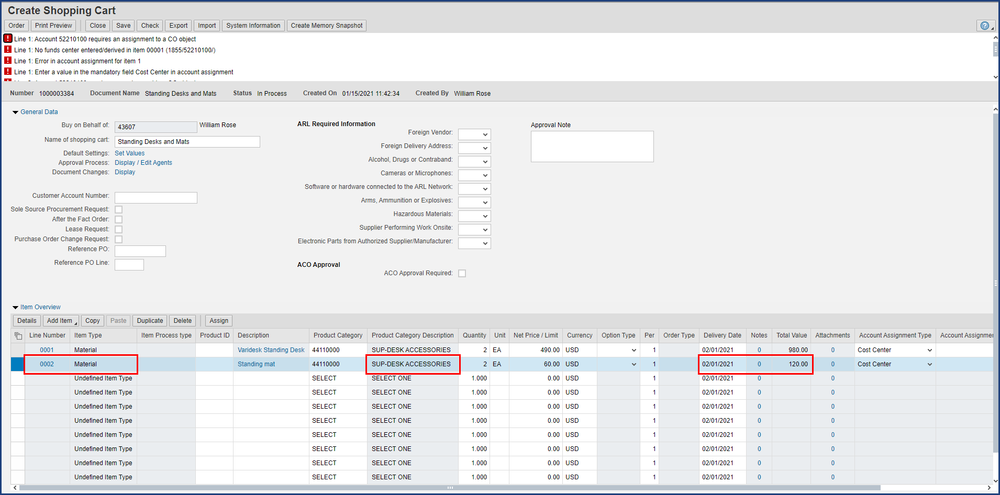 Create Shopping Cart
Order Print Preview Close Save Check Export Import System Information Create Memory Snapshot ?
! Line 1: Account 52210100 requires an assignment to a CO object
! Line 1: No funds center entered/derived in item 00001 (1855/52210100/)
! Line 1: Error in account assignment for item 1
! Line 1: Enter a value in the mandatory field Cost Center in account assignment
Number 1000003384 Document Name Standing Desks and Mats Status In Process Created On 01/15/2021 11:42:34 Created By William Rose
General Data
Buy on Behalf of: 43607 William Rose
Name of shopping cart: Standing Desks and Mats
Default Settings: Set Values
Approval Process: Display / Edit Agents
Document Changes: Display
Customer Account Number:
Sole Source Procurement Request:
After the Fact Order:
Lease Request:
Purchase Order Change Request:
Reference PO:
Reference PO Line:
ARL Required Information
Foreign Vendor:
Foreign Delivery Address:
Alcohol, Drugs or Contraband:
Cameras or Microphones:
Software or hardware connected to the ARL Network:
Arms, Ammunition or Explosives:
Hazardous Materials:
Supplier Performing Work Onsite:
Electronic Parts from Authorized Supplier/Manufacturer:
ACO Approval
ACO Approval Required:
Approval Note
Item Overview
Details Add Item Copy Paste Duplicate Delete Assign
Line Number Item Type Item Process type Product ID Description Product Category Product Category Description Quantity Unit Net Price / Limit Currency Option Type Per Order Type Delivery Date Notes Total Value Attachments Account Assignment Type Account Assignmen
0001 Material Varidesk Standing Desk 44110000 SUP-DESK ACCESSORIES 2 EA 490.00 USD 1 02/01/2021 0 980.00 0 Cost Center
0002 Material Standing mat 44110000 SUP-DESK ACCESSORIES 2 EA 60.00 USD 1 02/01/2021 0 120.00 0 Cost Center
Undefined Item Type SELECT SELECT ONE 1.000 0.00 USD 1 02/01/2021 0 0
Undefined Item Type SELECT SELECT ONE 1.000 0.00 USD 1 02/01/2021 0 0
Undefined Item Type SELECT SELECT ONE 1.000 0.00 USD 1 02/01/2021 0 0
Undefined Item Type SELECT SELECT ONE 1.000 0.00 USD 1 02/01/2021 0 0
Undefined Item Type SELECT SELECT ONE 1.000 0.00 USD 1 02/01/2021 0 0
Undefined Item Type SELECT SELECT ONE 1.000 0.00 USD 1 02/01/2021 0 0
Undefined Item Type SELECT SELECT ONE 1.000 0.00 USD 1 02/01/2021 0 0
Undefined Item Type SELECT SELECT ONE 1.000 0.00 USD 1 02/01/2021 0 0